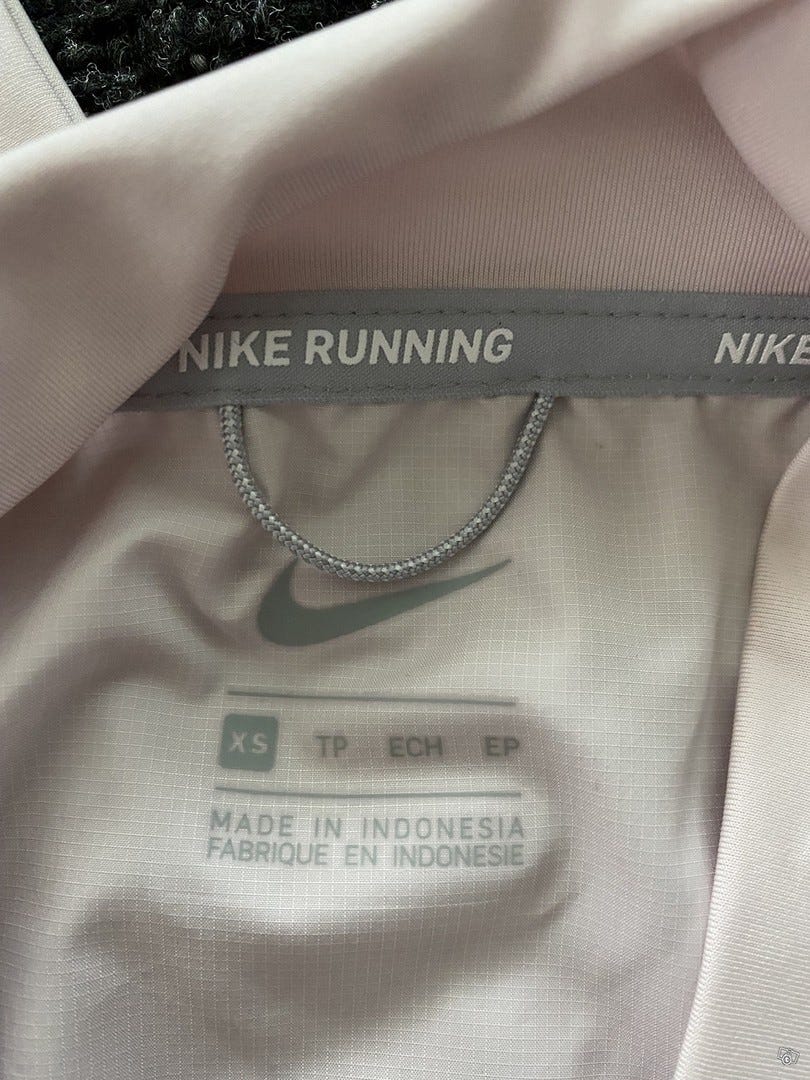 NIKE RUNNING
NIKE
XS TP ECH EP
MADE IN INDONESIA
FABRIQUE EN INDONESIE